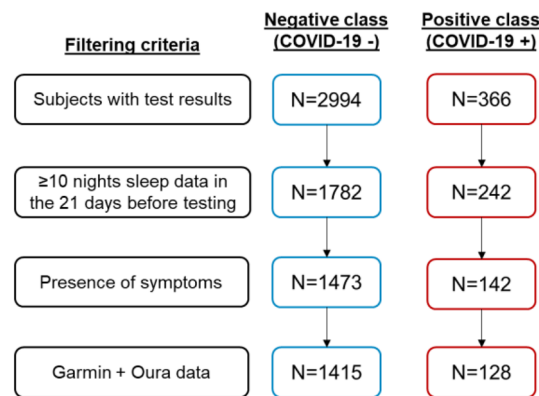 Filtering criteria
Negative class
(COVID-19 -)
Positive class
(COVID-19 +)
Subjects with test results
N=2994
N=366
≥10 nights sleep data in
the 21 days before testing
N=1782
N=242
Presence of symptoms
N=1473
N=142
Garmin + Oura data
N=1415
N=128